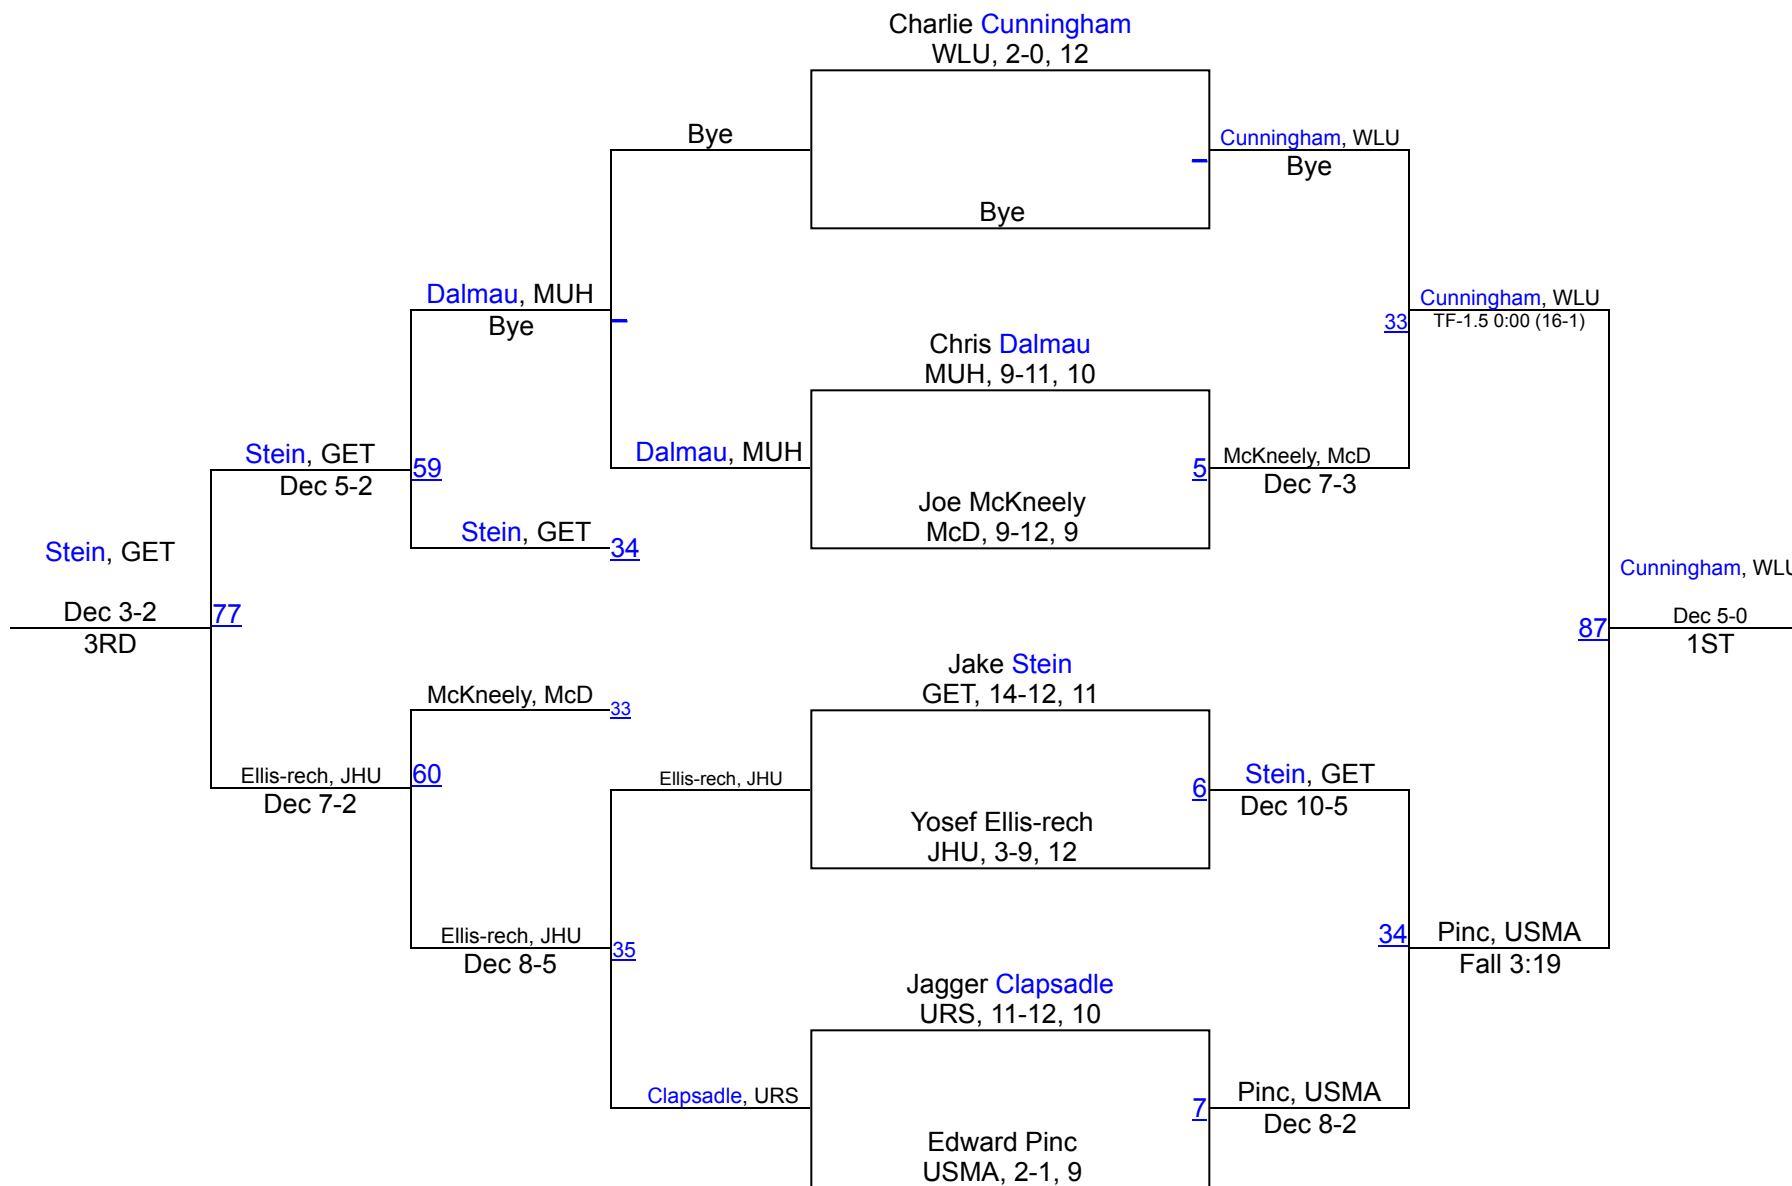 Charlie Cunningham
WLU, 2-0, 12
Bye
Cunningham, WLU
Bye
Bye
Dalmau, MUH
Bye
Cunningham, WLU
33
TF-1.5 0:00 (16-1)
Chris Dalmau
MUH, 9-11, 10
Stein, GET
Dec 5-2
59
Dalmau, MUH
5
McKneely, McD
Dec 7-3
Joe McKneely
McD, 9-12, 9
Stein, GET
34
Stein, GET
Dec 3-2
77
3RD
Cunningham, WLU
87
Dec 5-0
1ST
Jake Stein
GET, 14-12, 11
McKneely, McD
33
Ellis-rech, JHU
60
Dec 7-2
Ellis-rech, JHU
6
Stein, GET
Dec 10-5
Yosef Ellis-rech
JHU, 3-9, 12
Ellis-rech, JHU
35
Dec 8-5
34
Pinc, USMA
Fall 3:19
Jagger Clapsadle
URS, 11-12, 10
Clapsadle, URS
7
Pinc, USMA
Dec 8-2
Edward Pinc
USMA, 2-1, 9